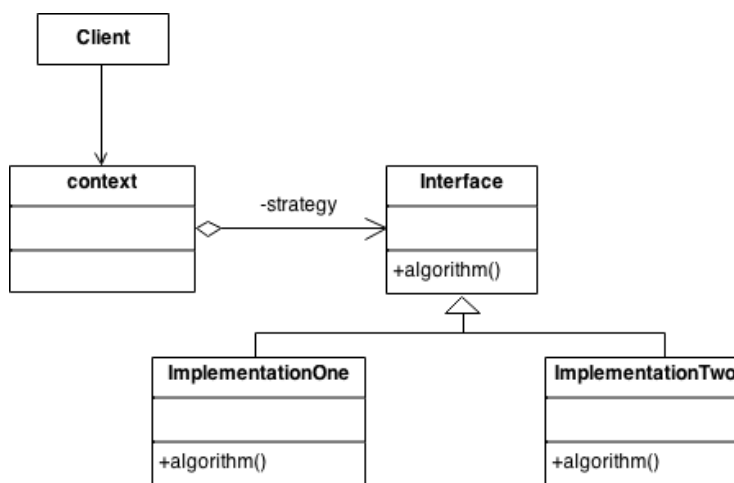 Client
context
-strategy
Interface
+algorithm()
ImplementationOne
+algorithm()
ImplementationTwo
+algorithm()